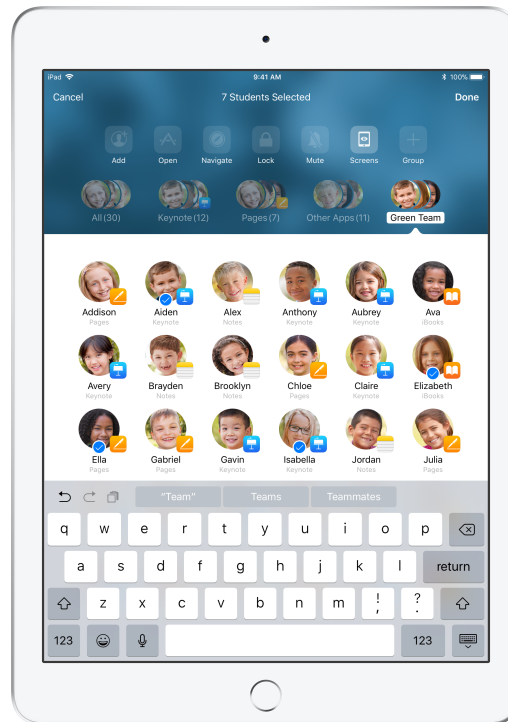 iPad 9:41 AM 100%
Cancel 7 Students Selected Done
Add Open Navigate Lock Mute Screens Group
All (30) Keynote (12) Pages (7) Other Apps (11) Green Team
Addison Aiden Alex Anthony Aubrey Ava
Pages Keynote Notes Keynote Keynote iBooks
Avery Brayden Brooklyn Chloe Claire Elizabeth
Keynote Notes Notes Pages Keynote iBooks
Ella Gabriel Gavin Isabella Jordan Julia
Pages Pages Keynote Keynote Notes Pages
"Team" Teams Teammates
q w e r t y u i o p
a s d f g h j k l return
z x c v b n m ! , ? .
123 123